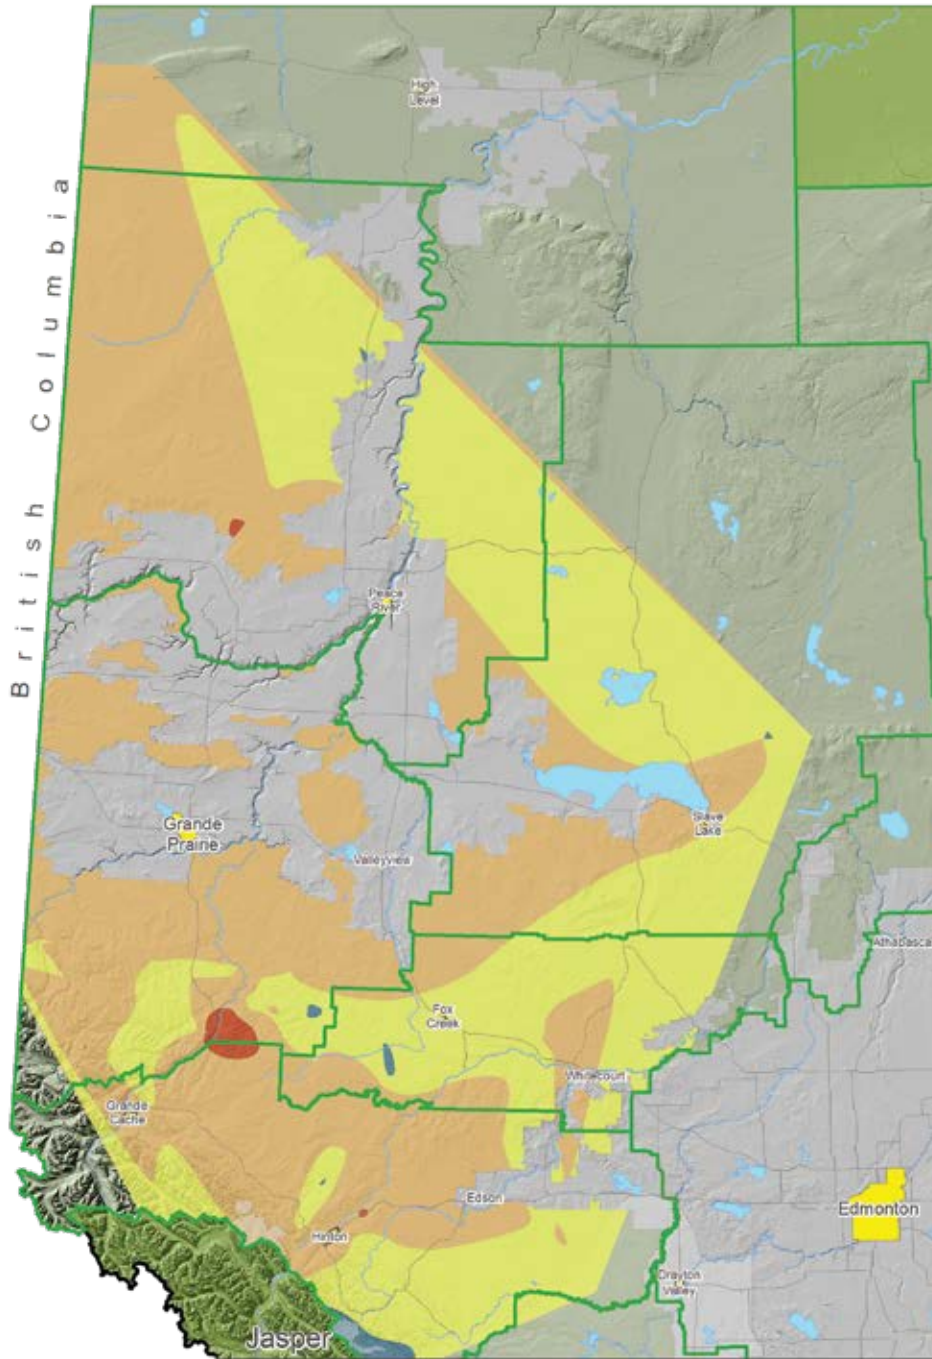 High
Level
British Columbia
Peace
River
Grande
Prairie
Slave
Lake
Valleyview
Athabasca
Fox
Creek
Whitecourt
Grande
Cache
Edson
Edmonton
Hinton
Drayton
Valley
Jasper